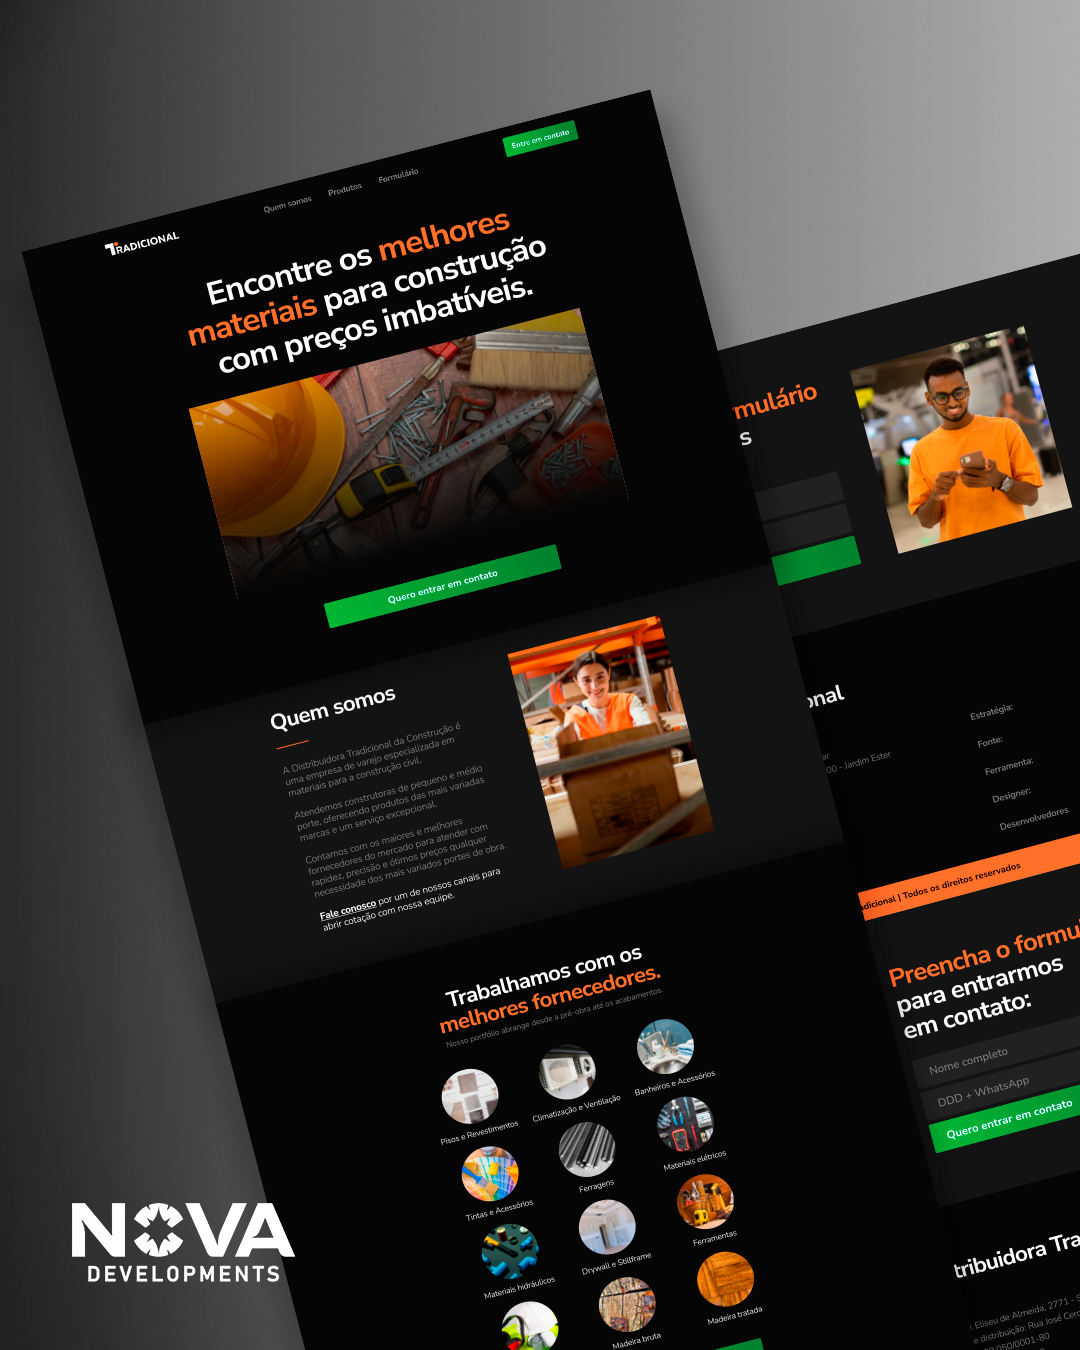 Entre em contato
Quem somos
Produtos
Formulário
TRADICIONAL
Encontre os melhores
materiais para construção
com preços imbatíveis.
Quero entrar em contato
Quem somos
A Distribuidora Tradicional da Construção é
uma empresa de varejo especializada em
materiais para a construção civil.
Atendemos construtoras de pequeno e médio
porte, oferecendo produtos das mais variadas
marcas e um serviço excepcional.
Contamos com os maiores e melhores
fornecedores do mercado para atender com
rapidez, precisão e ótimos preços qualquer
necessidade dos mais variados portes de obra.
Fale conosco por um de nossos canais para
abrir cotação com nossa equipe.
Trabalhamos com os
melhores fornecedores.
Nosso portfólio abrange desde a pré-obra até os acabamentos.
Pisos e Revestimentos
Climatização e Ventilação
Banheiros e Acessórios
Tintas e Acessórios
Ferragens
Materiais elétricos
Materiais hidráulicos
Drywall e Stillframe
Ferramentas
Madeira bruta
Madeira tratada
rmulário
s
onal
ar
00 - Jardim Ester
Estratégia:
Fonte:
Ferramenta:
Designer:
Desenvolvedores
adicional | Todos os direitos reservados
Preencha o formu
para entrarmos
em contato:
Nome completo
DDD + WhatsApp
Quero entrar em contato
tribuidora Tra
. Eliseu de Almeida, 2771 - S
e distribuição: Rua José Cer
050/0001-80
NOVA
DEVELOPMENTS